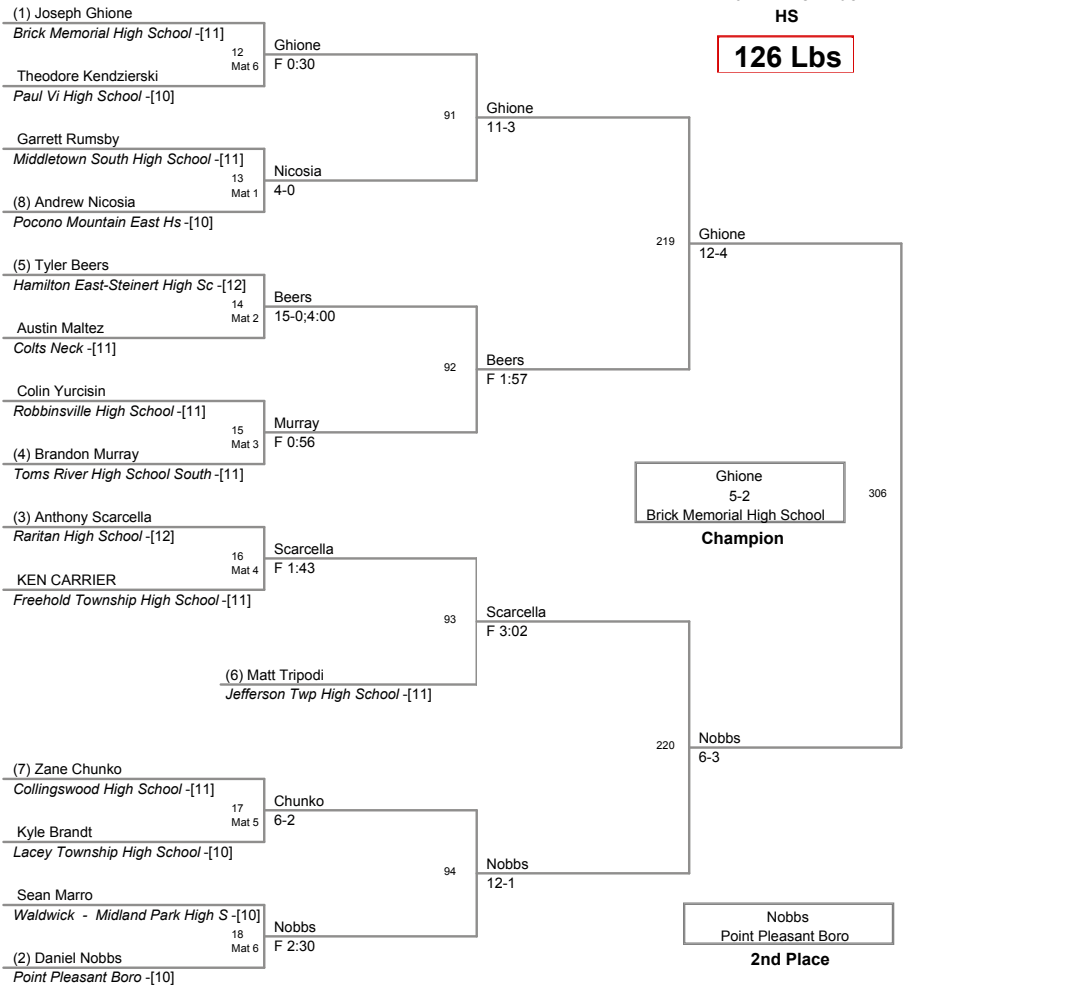 HS
126 Lbs
(1) Joseph Ghione
Brick Memorial High School -[11]
12
Mat 6
Ghione
F 0:30
Theodore Kendzierski
Paul Vi High School -[10]
91
Ghione
11-3
Garrett Rumsby
Middletown South High School -[11]
13
Mat 1
Nicosia
4-0
(8) Andrew Nicosia
Pocono Mountain East Hs -[10]
219
Ghione
12-4
(5) Tyler Beers
Hamilton East-Steinert High Sc -[12]
14
Mat 2
Beers
15-0;4:00
Austin Maltez
Colts Neck -[11]
92
Beers
F 1:57
Colin Yurcisin
Robbinsville High School -[11]
15
Mat 3
Murray
F 0:56
(4) Brandon Murray
Toms River High School South -[11]
Ghione
5-2
Brick Memorial High School
Champion
306
(3) Anthony Scarcella
Raritan High School -[12]
16
Mat 4
Scarcella
F 1:43
KEN CARRIER
Freehold Township High School -[11]
93
Scarcella
F 3:02
(6) Matt Tripodi
Jefferson Twp High School -[11]
220
Nobbs
6-3
(7) Zane Chunko
Collingswood High School -[11]
17
Mat 5
Chunko
6-2
Kyle Brandt
Lacey Township High School -[10]
94
Nobbs
12-1
Sean Marro
Waldwick - Midland Park High S -[10]
18
Mat 6
Nobbs
F 2:30
(2) Daniel Nobbs
Point Pleasant Boro -[10]
Nobbs
Point Pleasant Boro
2nd Place